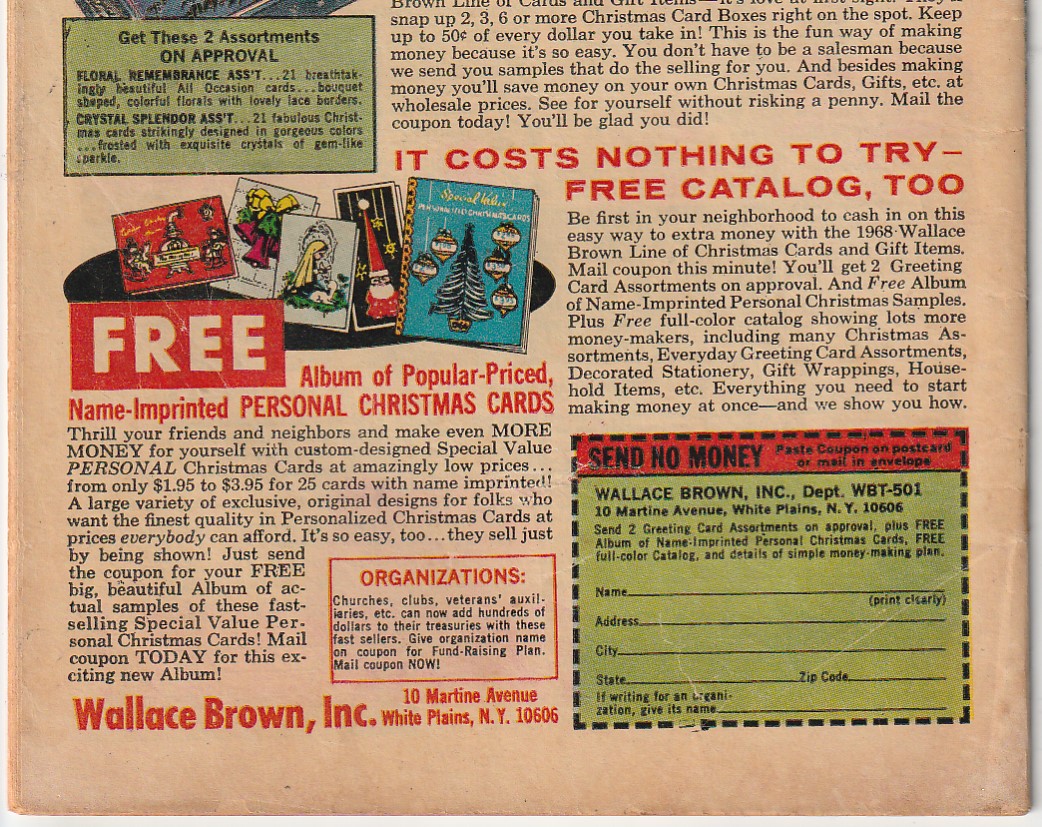 Brown Line of Cards and Gift Items—it's love at first sight! They'll
snap up 2, 3, 6 or more Christmas Card Boxes right on the spot. Keep
up to 50¢ of every dollar you take in! This is the fun way of making
money because it's so easy. You don't have to be a salesman because
we send you samples that do the selling for you. And besides making
money you'll save money on your own Christmas Cards, Gifts, etc. at
wholesale prices. See for yourself without risking a penny. Mail the
coupon today! You'll be glad you did!
Get These 2 Assortments
ON APPROVAL
FLORAL REMEMBRANCE ASS'T...21 breathtak-
ingly beautiful All Occasion cards...bouquet
shaped, colorful florals with lovely lace borders.
CRYSTAL SPLENDOR ASS'T...21 fabulous Christ-
mas cards strikingly designed in gorgeous colors
...frosted with exquisite crystals of gem-like
sparkle.
IT COSTS NOTHING TO TRY—
FREE CATALOG, TOO
Be first in your neighborhood to cash in on this
easy way to extra money with the 1968 Wallace
Brown Line of Christmas Cards and Gift Items.
Mail coupon this minute! You'll get 2 Greeting
Card Assortments on approval. And Free Album
of Name-Imprinted Personal Christmas Samples.
Plus Free full-color catalog showing lots more
money-makers, including many Christmas As-
sortments, Everyday Greeting Card Assortments,
Decorated Stationery, Gift Wrappings, House-
hold Items, etc. Everything you need to start
making money at once—and we show you how.
Special Value
PERSONALIZED CHRISTMAS CARDS
FREE
Album of Popular-Priced,
Name-Imprinted PERSONAL CHRISTMAS CARDS
Thrill your friends and neighbors and make even MORE
MONEY for yourself with custom-designed Special Value
PERSONAL Christmas Cards at amazingly low prices...
from only $1.95 to $3.95 for 25 cards with name imprinted!
A large variety of exclusive, original designs for folks who
want the finest quality in Personalized Christmas Cards at
prices everybody can afford. It's so easy, too...they sell just
by being shown! Just send
the coupon for your FREE
big, beautiful Album of ac-
tual samples of these fast-
selling Special Value Per-
sonal Christmas Cards! Mail
coupon TODAY for this ex-
citing new Album!
ORGANIZATIONS:
Churches, clubs, veterans' auxil-
iaries, etc. can now add hundreds of
dollars to their treasuries with these
fast sellers. Give organization name
on coupon for Fund-Raising Plan.
Mail coupon NOW!
Wallace Brown, Inc.
10 Martine Avenue
White Plains, N.Y. 10606
SEND NO MONEY
Paste Coupon on postcard
or mail in envelope
WALLACE BROWN, INC., Dept. WBT-501
10 Martine Avenue, White Plains, N. Y. 10606
Send 2 Greeting Card Assortments on approval, plus FREE
Album of Name-Imprinted Personal Christmas Cards, FREE
full-color Catalog, and details of simple money-making plan.
Name
(print clearly)
Address
City
State Zip Code
If writing for an organi-
zation, give its name